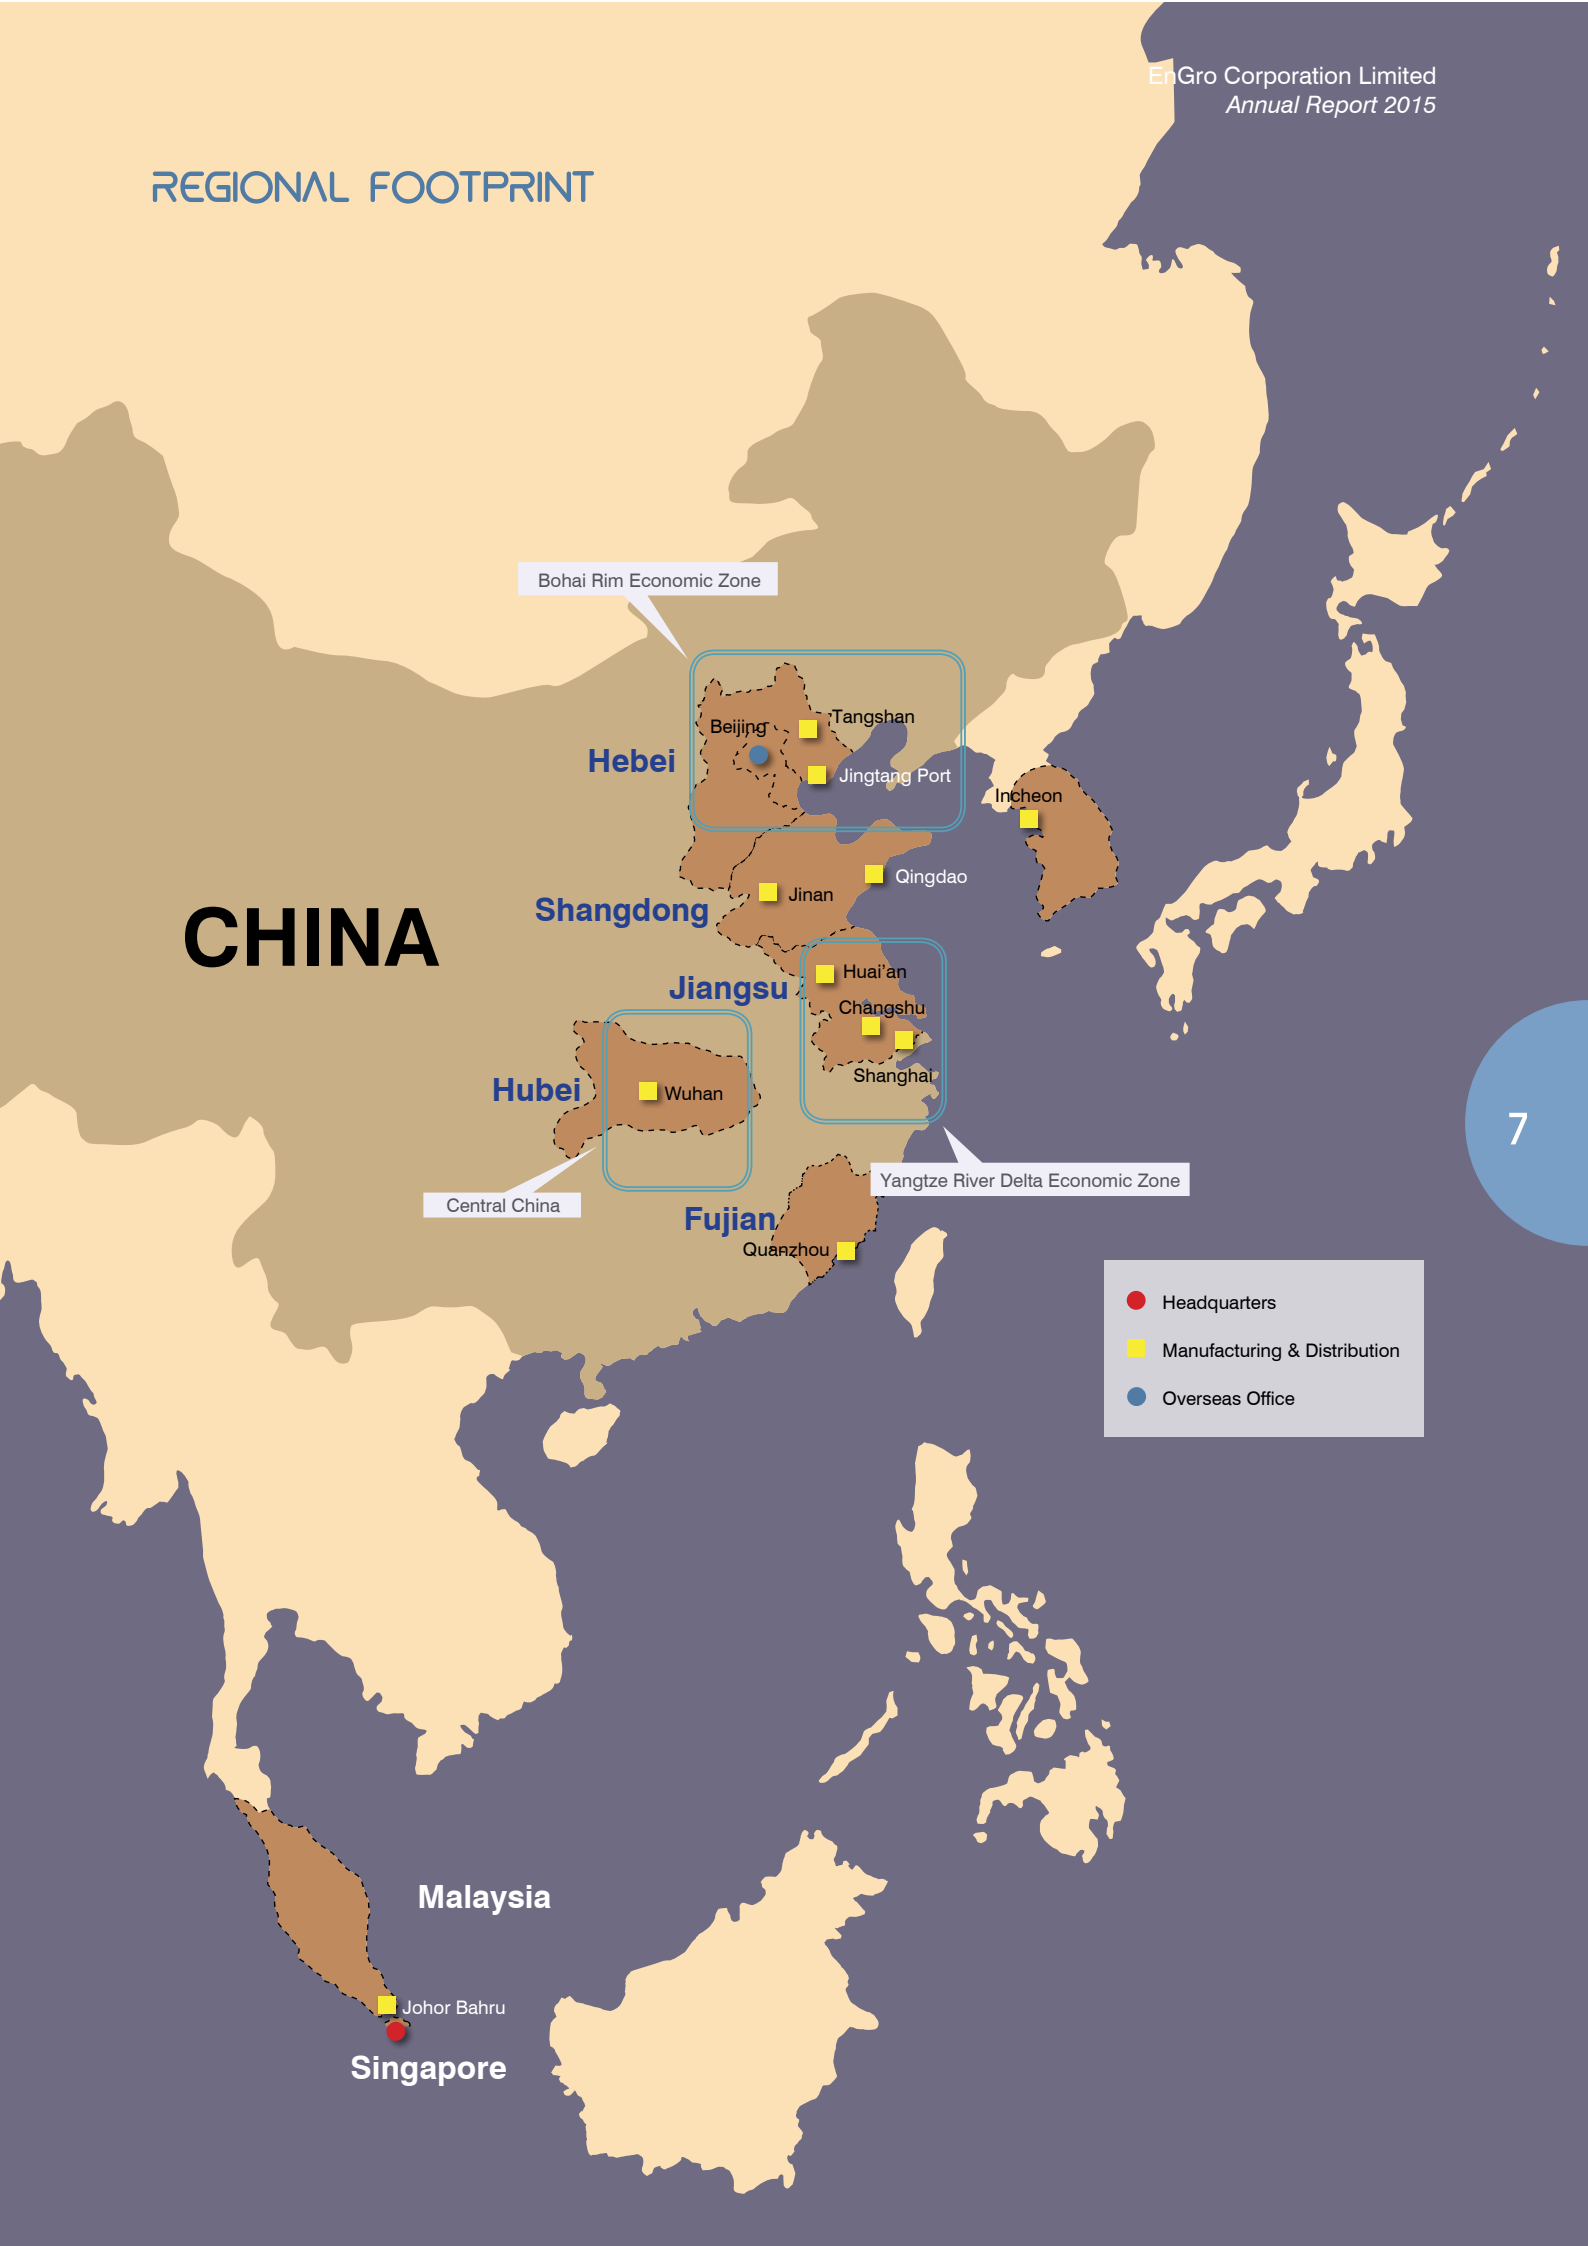 EnGro Corporation Limited
Annual Report 2015
REGIONAL FOOTPRINT
Bohai Rim Economic Zone
Beijing
Tangshan
Hebei
Jingtang Port
Incheon
Qingdao
Jinan
Shangdong
CHINA
Huai'an
Jiangsu
Changshu
Shanghai
Hubei
Wuhan
7
Yangtze River Delta Economic Zone
Central China
Fujian
Quanzhou
Headquarters
Manufacturing & Distribution
Overseas Office
Malaysia
Johor Bahru
Singapore